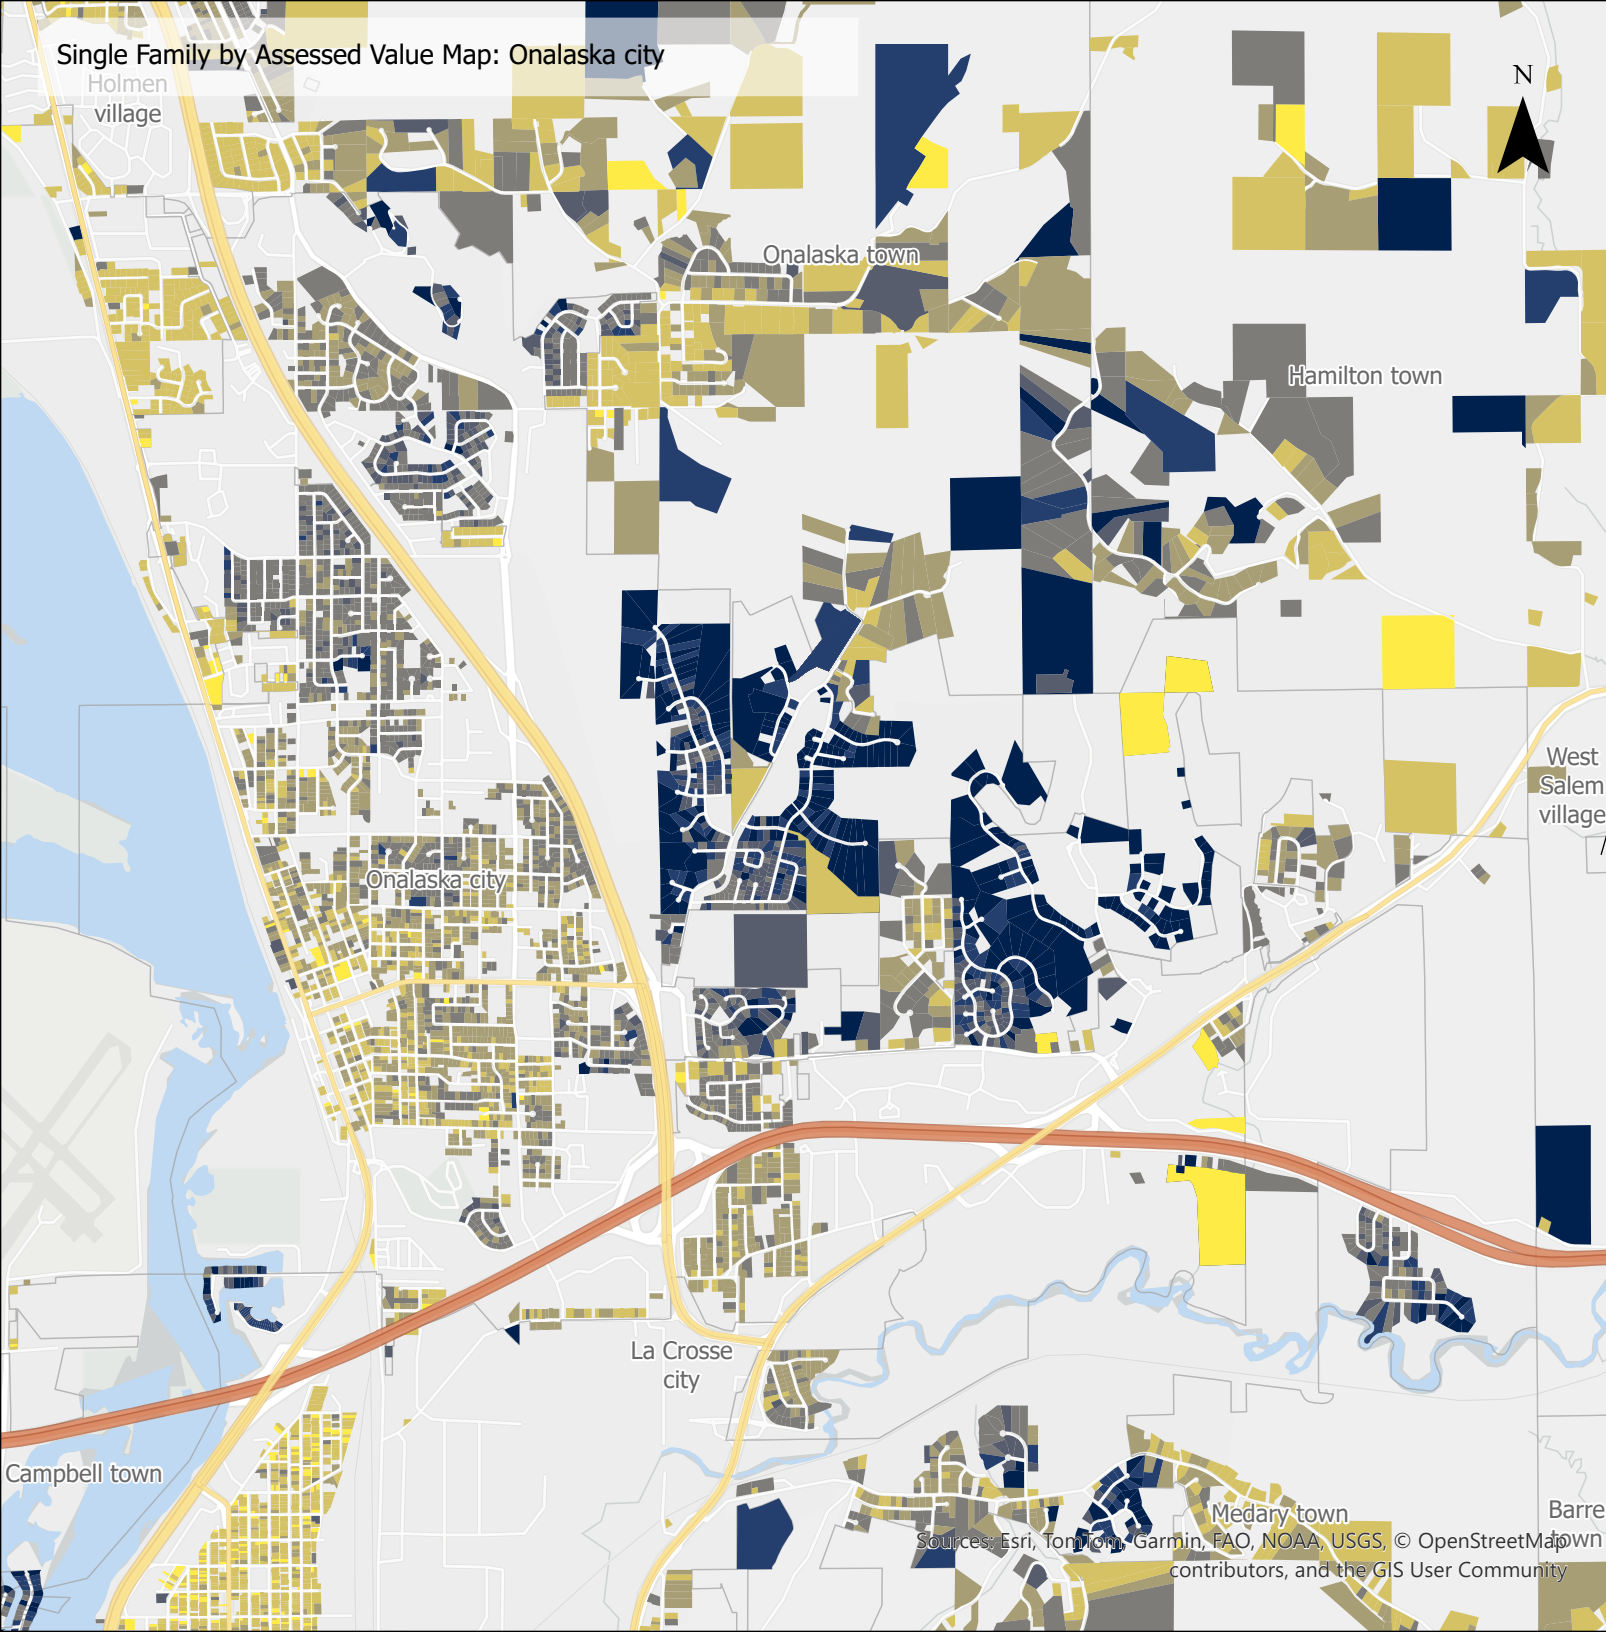 Single Family by Assessed Value Map: Onalaska city
N
Holmen
village
Onalaska town
Hamilton town
West
Salem
village
Onalaska city
La Crosse
city
Campbell town
Medary town
Barre
town
Sources: Esri, TomTom, Garmin, FAO, NOAA, USGS, © OpenStreetMap
contributors, and the GIS User Community